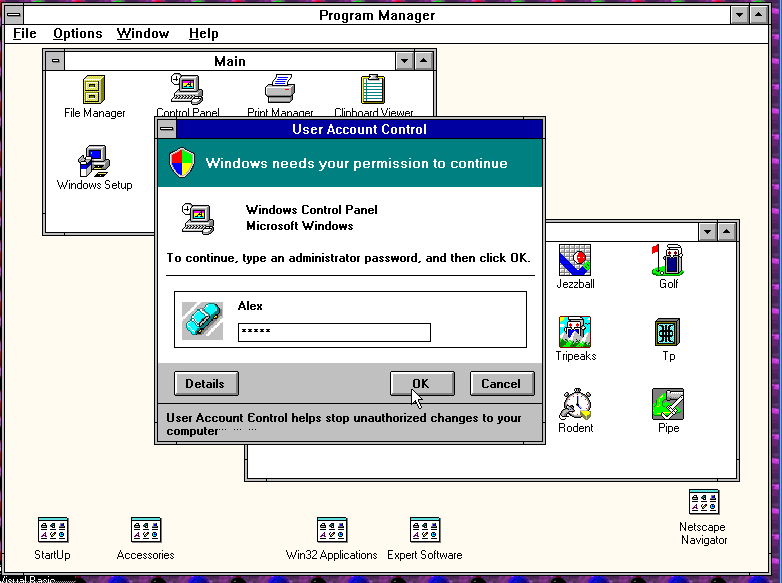 Program Manager
File Options Window Help
Main
File Manager
Control Panel
Print Manager
Clipboard Viewer
Windows Setup
User Account Control
Windows needs your permission to continue
Windows Control Panel
Microsoft Windows
To continue, type an administrator password, and then click OK.
Alex
*****
Details
OK
Cancel
User Account Control helps stop unauthorized changes to your
computer
Jezzball
Golf
Tripeaks
Tp
Rodent
Pipe
StartUp
Accessories
Win32 Applications
Expert Software
Netscape
Navigator
Visual Basic